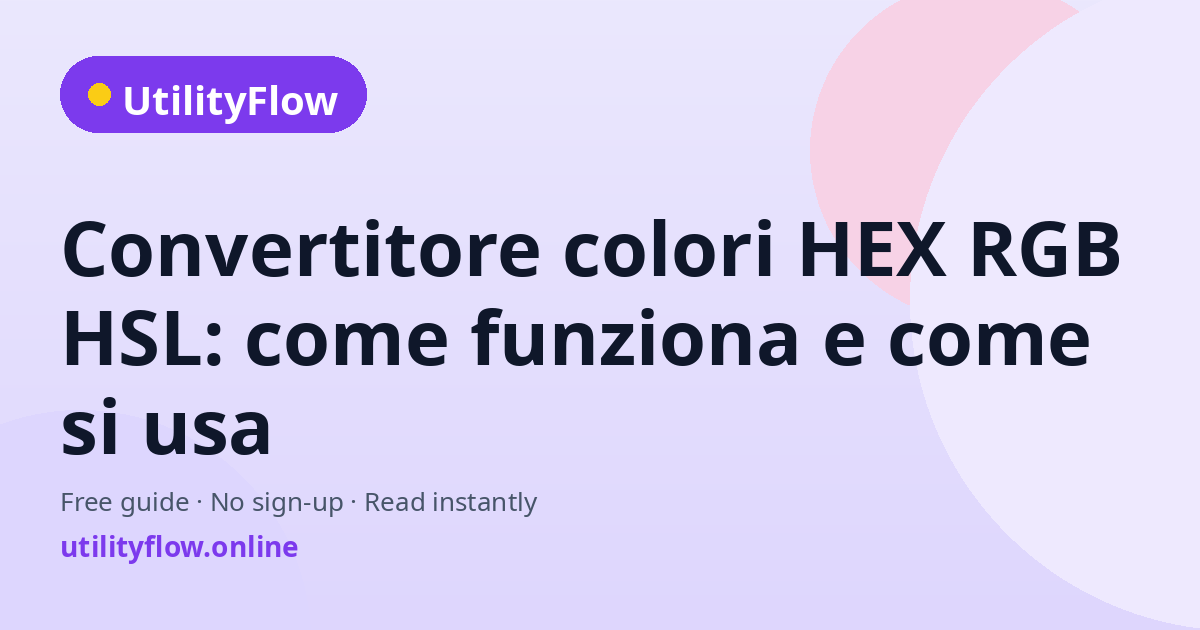 UtilityFlow
Convertitore colori HEX RGB
HSL: come funziona e come
si usa
Free guide · No sign-up · Read instantly
utilityflow.online